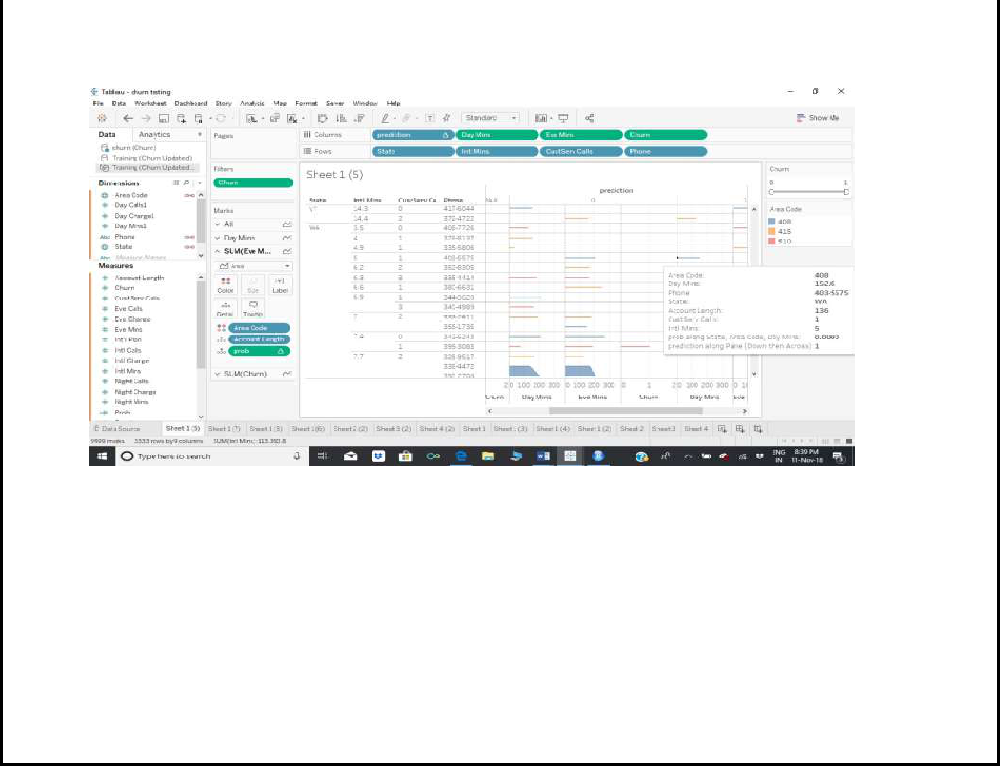 Tableau - churn testing
File Data Worksheet Dashboard Story Analysis Map Format Server Window Help
Standard
Show Me
Data Analytics
churn (Churn)
Training (Churn Updated)
Training (Churn Updated...
Dimensions
Area Code
Day Calls1
Day Charge1
Day Mins1
Abc Phone
State
Abc Measure Names
Measures
Account Length
Churn
CustServ Calls
Eve Calls
Eve Charge
Eve Mins
Int'l Plan
Intl Calls
Intl Charge
Intl Mins
Night Calls
Night Charge
Night Mins
Prob
Pages
Filters
Churn
Marks
All
Day Mins
SUM(Eve M...
Area
Color Size Label
Detail Tooltip
Area Code
Account Length
prob
SUM(Churn)
Columns prediction Day Mins Eve Mins Churn
Rows State Intl Mins CustServ Calls Phone
Sheet 1 (5)
prediction
State Intl Mins CustServ Ca.. Phone Null 0 1
VT 14.3 0 417-6044
14.4 2 372-4722
WA 3.5 0 406-7726
4 1 378-8137
4.9 1 335-5806
5 1 403-5575
6.2 2
6.3 3 335-4414
6.6 1 380-6631
6.9 1 344-9620
3 340-4989
7 2 333-2611
355-1735
7.4 0 342-6243
1 399-3083
7.7 2 329-9517
338-4472
20 100 200 300 0 100 200 300 0 1 20 100 200 300 0
Churn Day Mins Eve Mins Churn Day Mins Eve
Churn
0 1
Area Code
408
415
510
Area Code: 408
Day Mins: 152.6
Phone: 403-5575
State: WA
Account Length: 136
CustServ Calls: 1
Intl Mins: 5
prob along State, Area Code, Day Mins: 0.0000
prediction along Pane (Down then Across) 1
Data Source Sheet 1 (5) Sheet 1 (7) Sheet 1 (8) Sheet 1 (6) Sheet 2 (2) Sheet 3 (2) Sheet 4 (2) Sheet 1 Sheet 1 (3) Sheet 1 (4) Sheet 1 (2) Sheet 2 Sheet 3 Sheet 4
9999 marks 3333 rows by 9 columns SUM(Intl Mins): 113,350.8
Type here to search
ENG 8:39 PM
IN 11-Nov-18